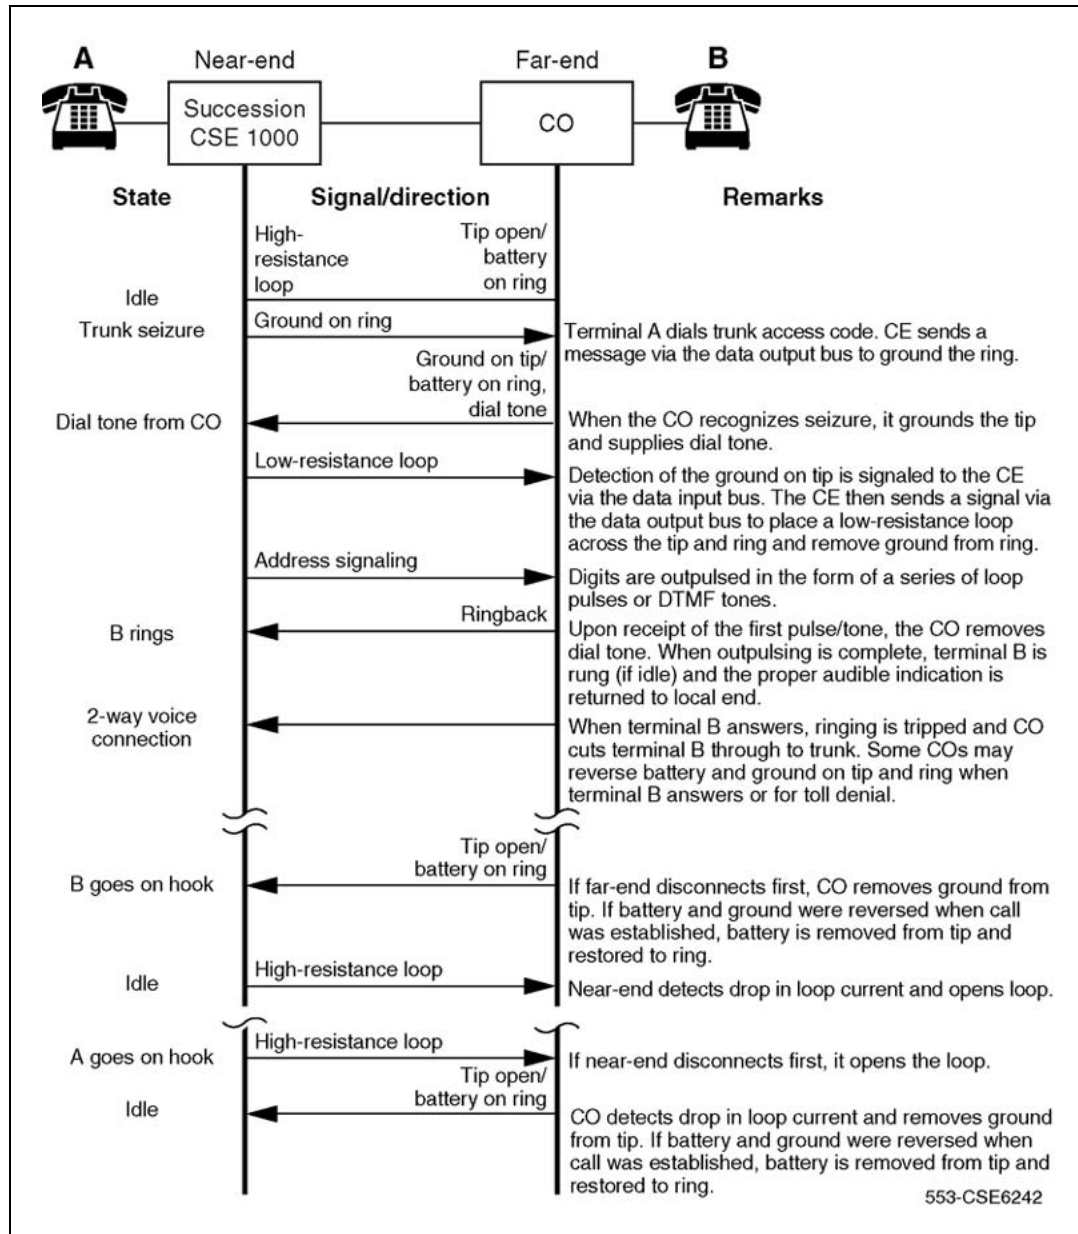 A
Near-end
Far-end
B
Succession
CSE 1000
CO
State
Signal/direction
Remarks
High-
resistance
loop
Tip open/
battery
on ring
Idle
Trunk seizure
Ground on ring
Terminal A dials trunk access code. CE sends a
message via the data output bus to ground the ring.
Ground on tip/
battery on ring,
dial tone
Dial tone from CO
When the CO recognizes seizure, it grounds the tip
and supplies dial tone.
Low-resistance loop
Detection of the ground on tip is signaled to the CE
via the data input bus. The CE then sends a signal via
the data output bus to place a low-resistance loop
across the tip and ring and remove ground from ring.
Address signaling
Digits are outpulsed in the form of a series of loop
pulses or DTMF tones.
Ringback
B rings
Upon receipt of the first pulse/tone, the CO removes
dial tone. When outpulsing is complete, terminal B is
rung (if idle) and the proper audible indication is
returned to local end.
2-way voice
connection
When terminal B answers, ringing is tripped and CO
cuts terminal B through to trunk. Some COs may
reverse battery and ground on tip and ring when
terminal B answers or for toll denial.
Tip open/
battery on ring
B goes on hook
If far-end disconnects first, CO removes ground from
tip. If battery and ground were reversed when call
was established, battery is removed from tip and
restored to ring.
Idle
High-resistance loop
Near-end detects drop in loop current and opens loop.
A goes on hook
High-resistance loop
If near-end disconnects first, it opens the loop.
Tip open/
battery on ring
Idle
CO detects drop in loop current and removes ground
from tip. If battery and ground were reversed when
call was established, battery is removed from tip and
restored to ring.
553-CSE6242